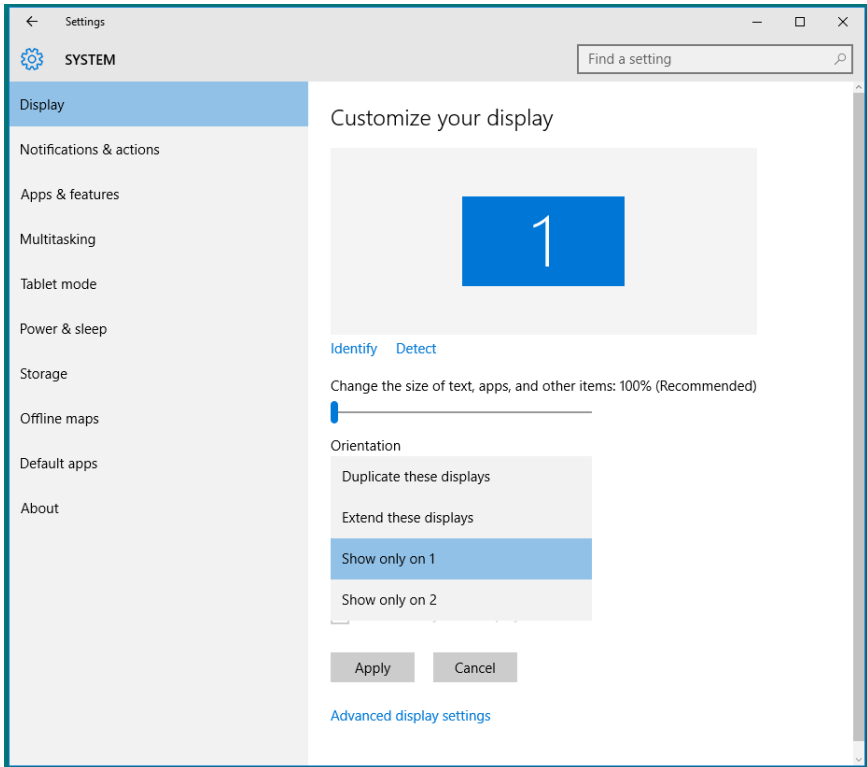 Settings
SYSTEM
Find a setting
Display
Notifications & actions
Apps & features
Multitasking
Tablet mode
Power & sleep
Storage
Offline maps
Default apps
About
Customize your display
1
Identify Detect
Change the size of text, apps, and other items: 100% (Recommended)
Orientation
Duplicate these displays
Extend these displays
Show only on 1
Show only on 2
Apply Cancel
Advanced display settings